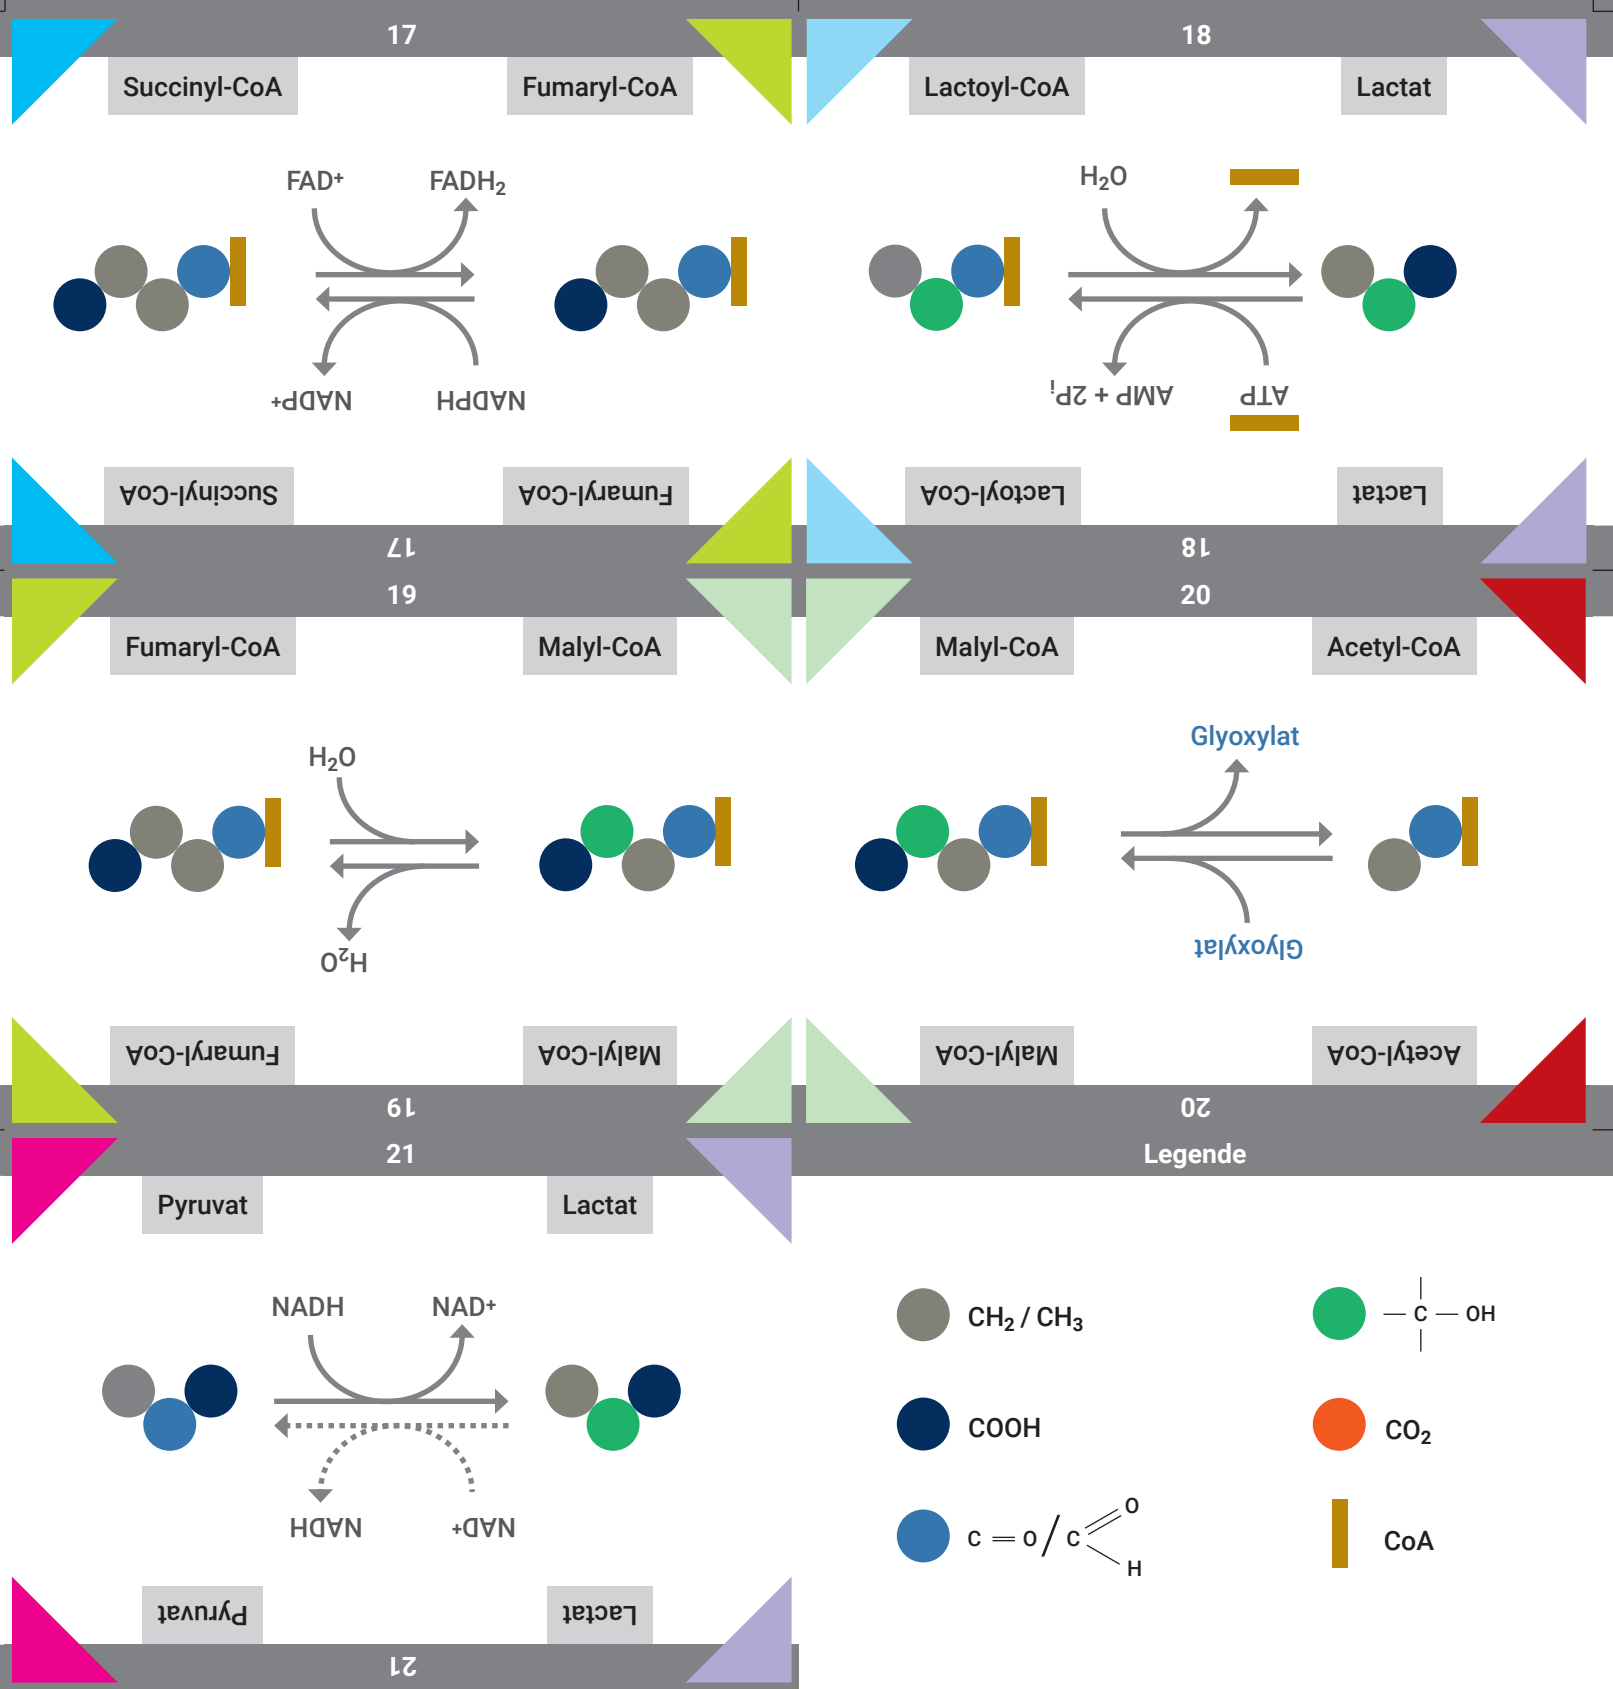 17
Succinyl-CoA Fumaryl-CoA
FAD⁺ FADH₂
NADP⁺ NADPH
Succinyl-CoA Fumaryl-CoA
17
18
Lactoyl-CoA Lactat
H₂O
AMP + 2Pᵢ ATP
Lactoyl-CoA Lactat
18
19
Fumaryl-CoA Malyl-CoA
H₂O
H₂O
Fumaryl-CoA Malyl-CoA
19
20
Malyl-CoA Acetyl-CoA
Glyoxylat
Glyoxylat
Malyl-CoA Acetyl-CoA
20
21
Pyruvat Lactat
NADH NAD⁺
NADH NAD⁺
Pyruvat Lactat
21
Legende
CH₂ / CH₃
C OH
COOH
CO₂
C = O / C O H
CoA